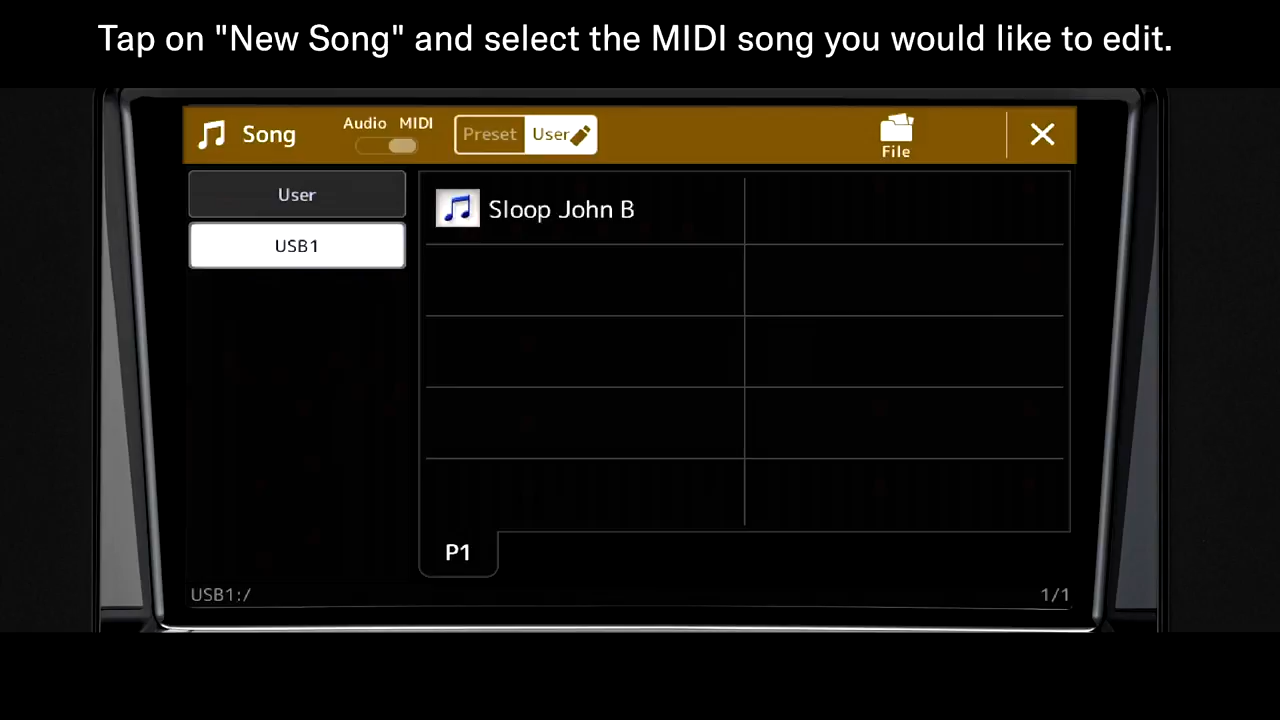 Tap on "New Song" and select the MIDI song you would like to edit.
Song
Audio MIDI
Preset User
File
User
USB1
Sloop John B
P1
USB1:/
1/1